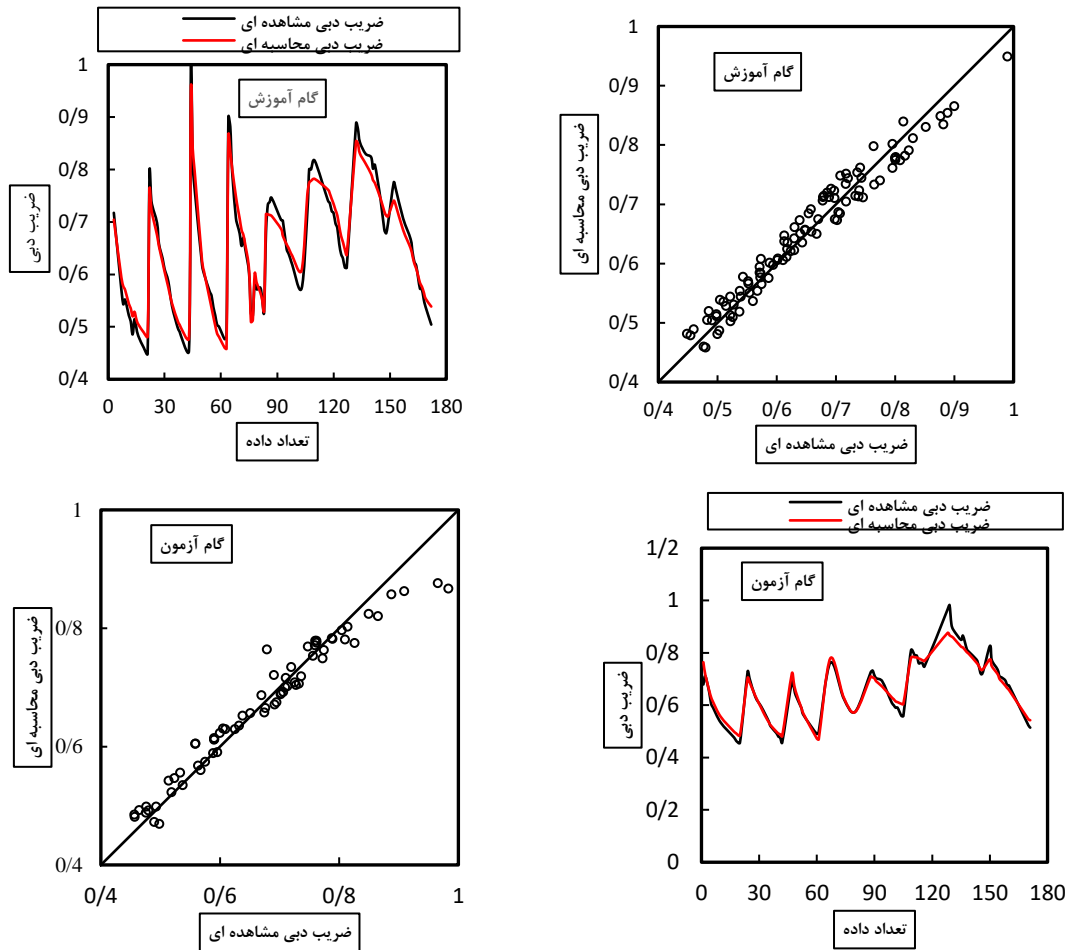 ضریب دبی مشاهده ای
ضریب دبی محاسبه ای
گام آموزش
ضریب دبی
1
0/9
0/8
0/7
0/6
0/5
0/4
0 30 60 90 120 150 180
تعداد داده
گام آموزش
ضریب دبی محاسبه ای
1
0/9
0/8
0/7
0/6
0/5
0/4
0/4 0/5 0/6 0/7 0/8 0/9 1
ضریب دبی مشاهده ای
گام آزمون
ضریب دبی محاسبه ای
1
0/8
0/6
0/4
0/4 0/6 0/8 1
ضریب دبی مشاهده ای
ضریب دبی مشاهده ای
ضریب دبی محاسبه ای
گام آزمون
ضریب دبی
1/2
1
0/8
0/6
0/4
0/2
0
0 30 60 90 120 150 180
تعداد داده